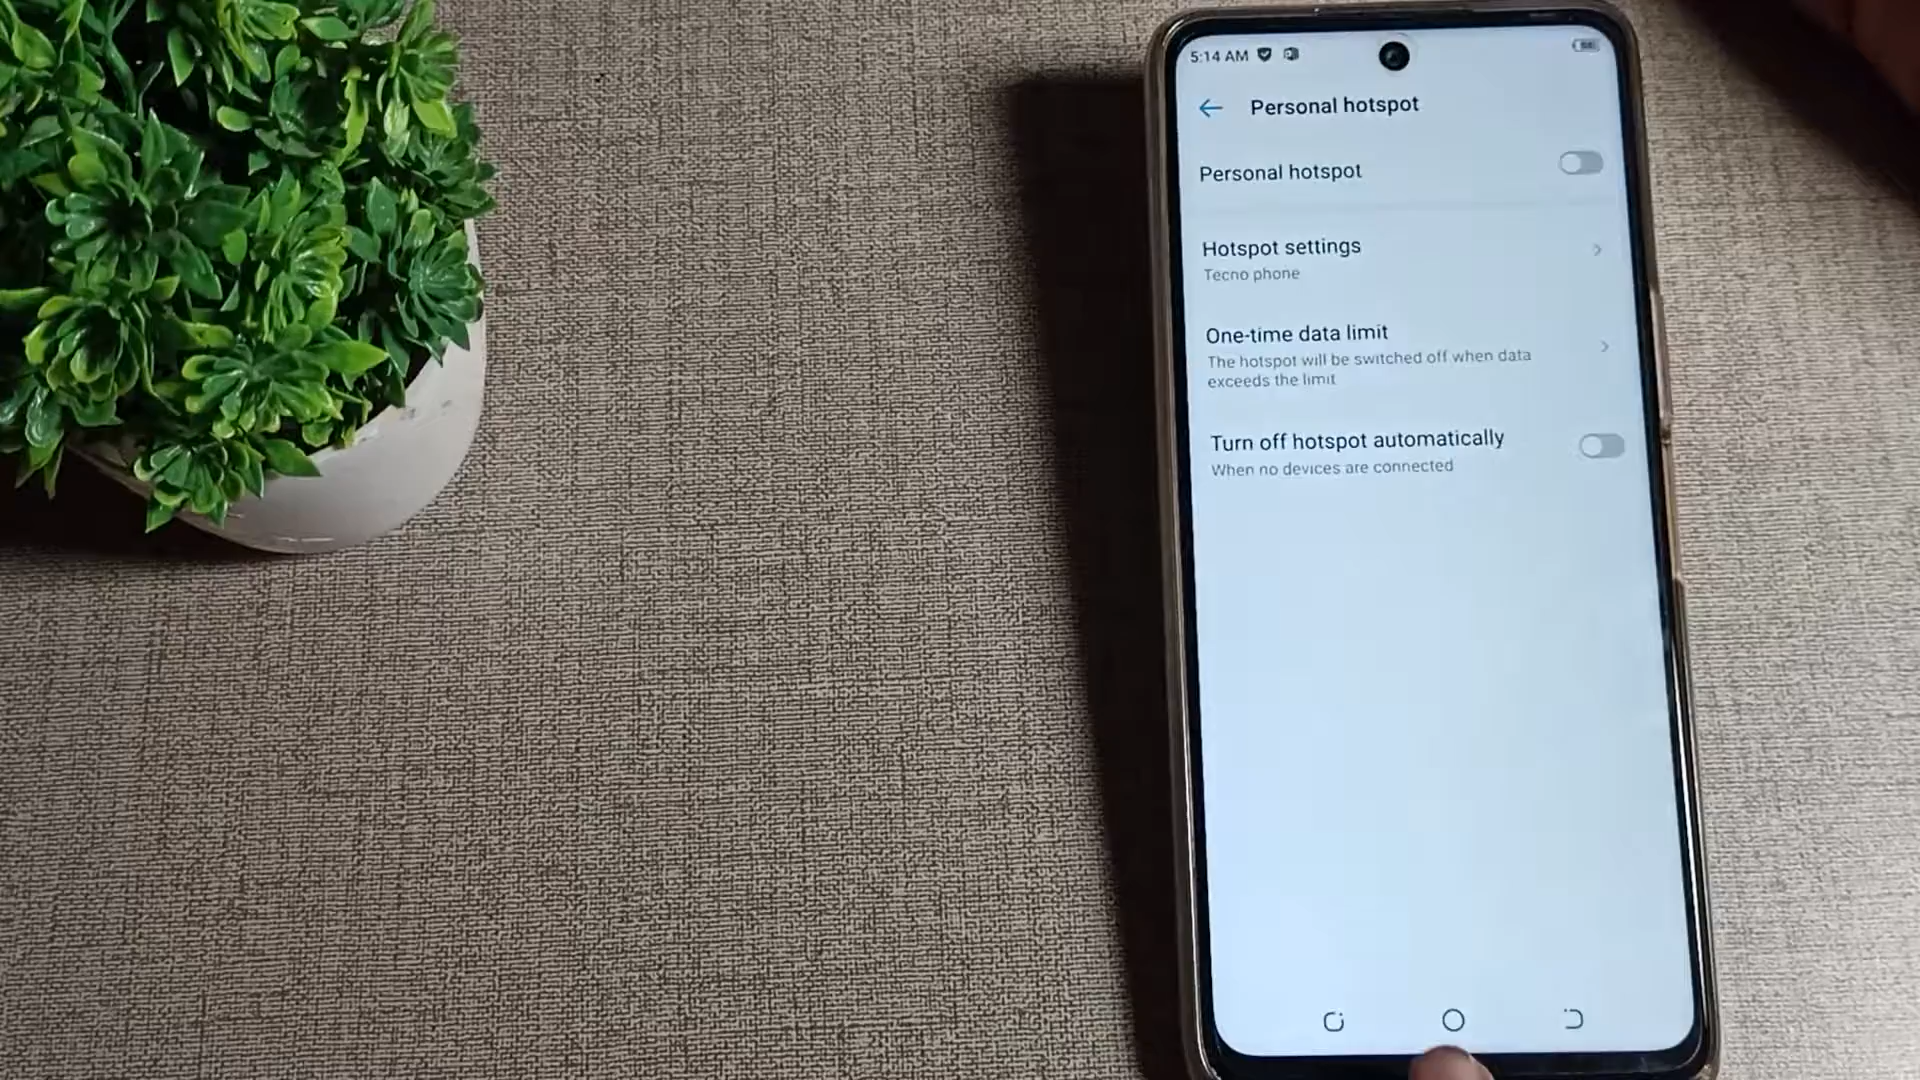 5:14 AM
Personal hotspot
Personal hotspot
Hotspot settings
Tecno phone
One-time data limit
The hotspot will be switched off when data
exceeds the limit
Turn off hotspot automatically
When no devices are connected